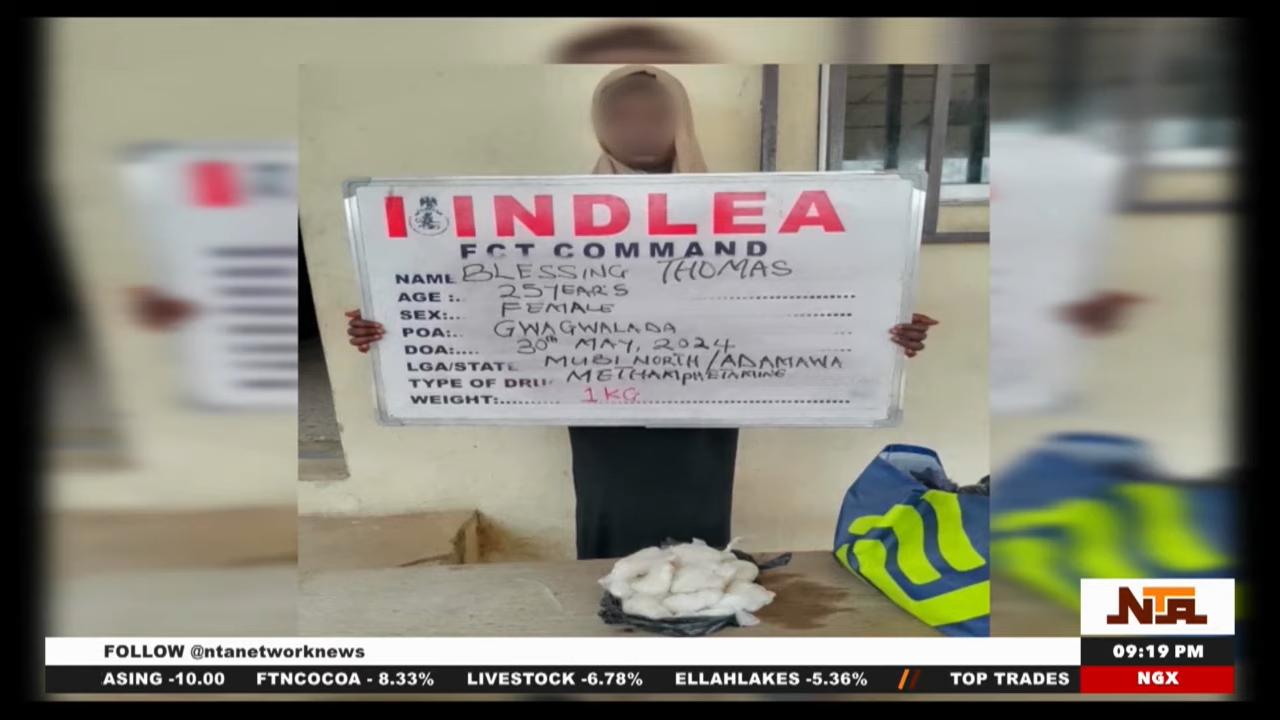 NDLEA
FCT COMMAND
NAME BLESSING THOMAS
AGE :.. 25 YEARS
SEX:... FEMALE
POA:.. GWAGWALADA
DOA:.... 30th MAY, 2024
LGA/STATE MUBI NORTH/ADAMAWA
TYPE OF DRU METHAMPHETAMINE
WEIGHT:......... 1KG
NTA
FOLLOW @ntanetworknews
09:19 PM
ASING -10.00 FTNCOCOA - 8.33% LIVESTOCK -6.78% ELLAHLAKES -5.36% // TOP TRADES
NGX